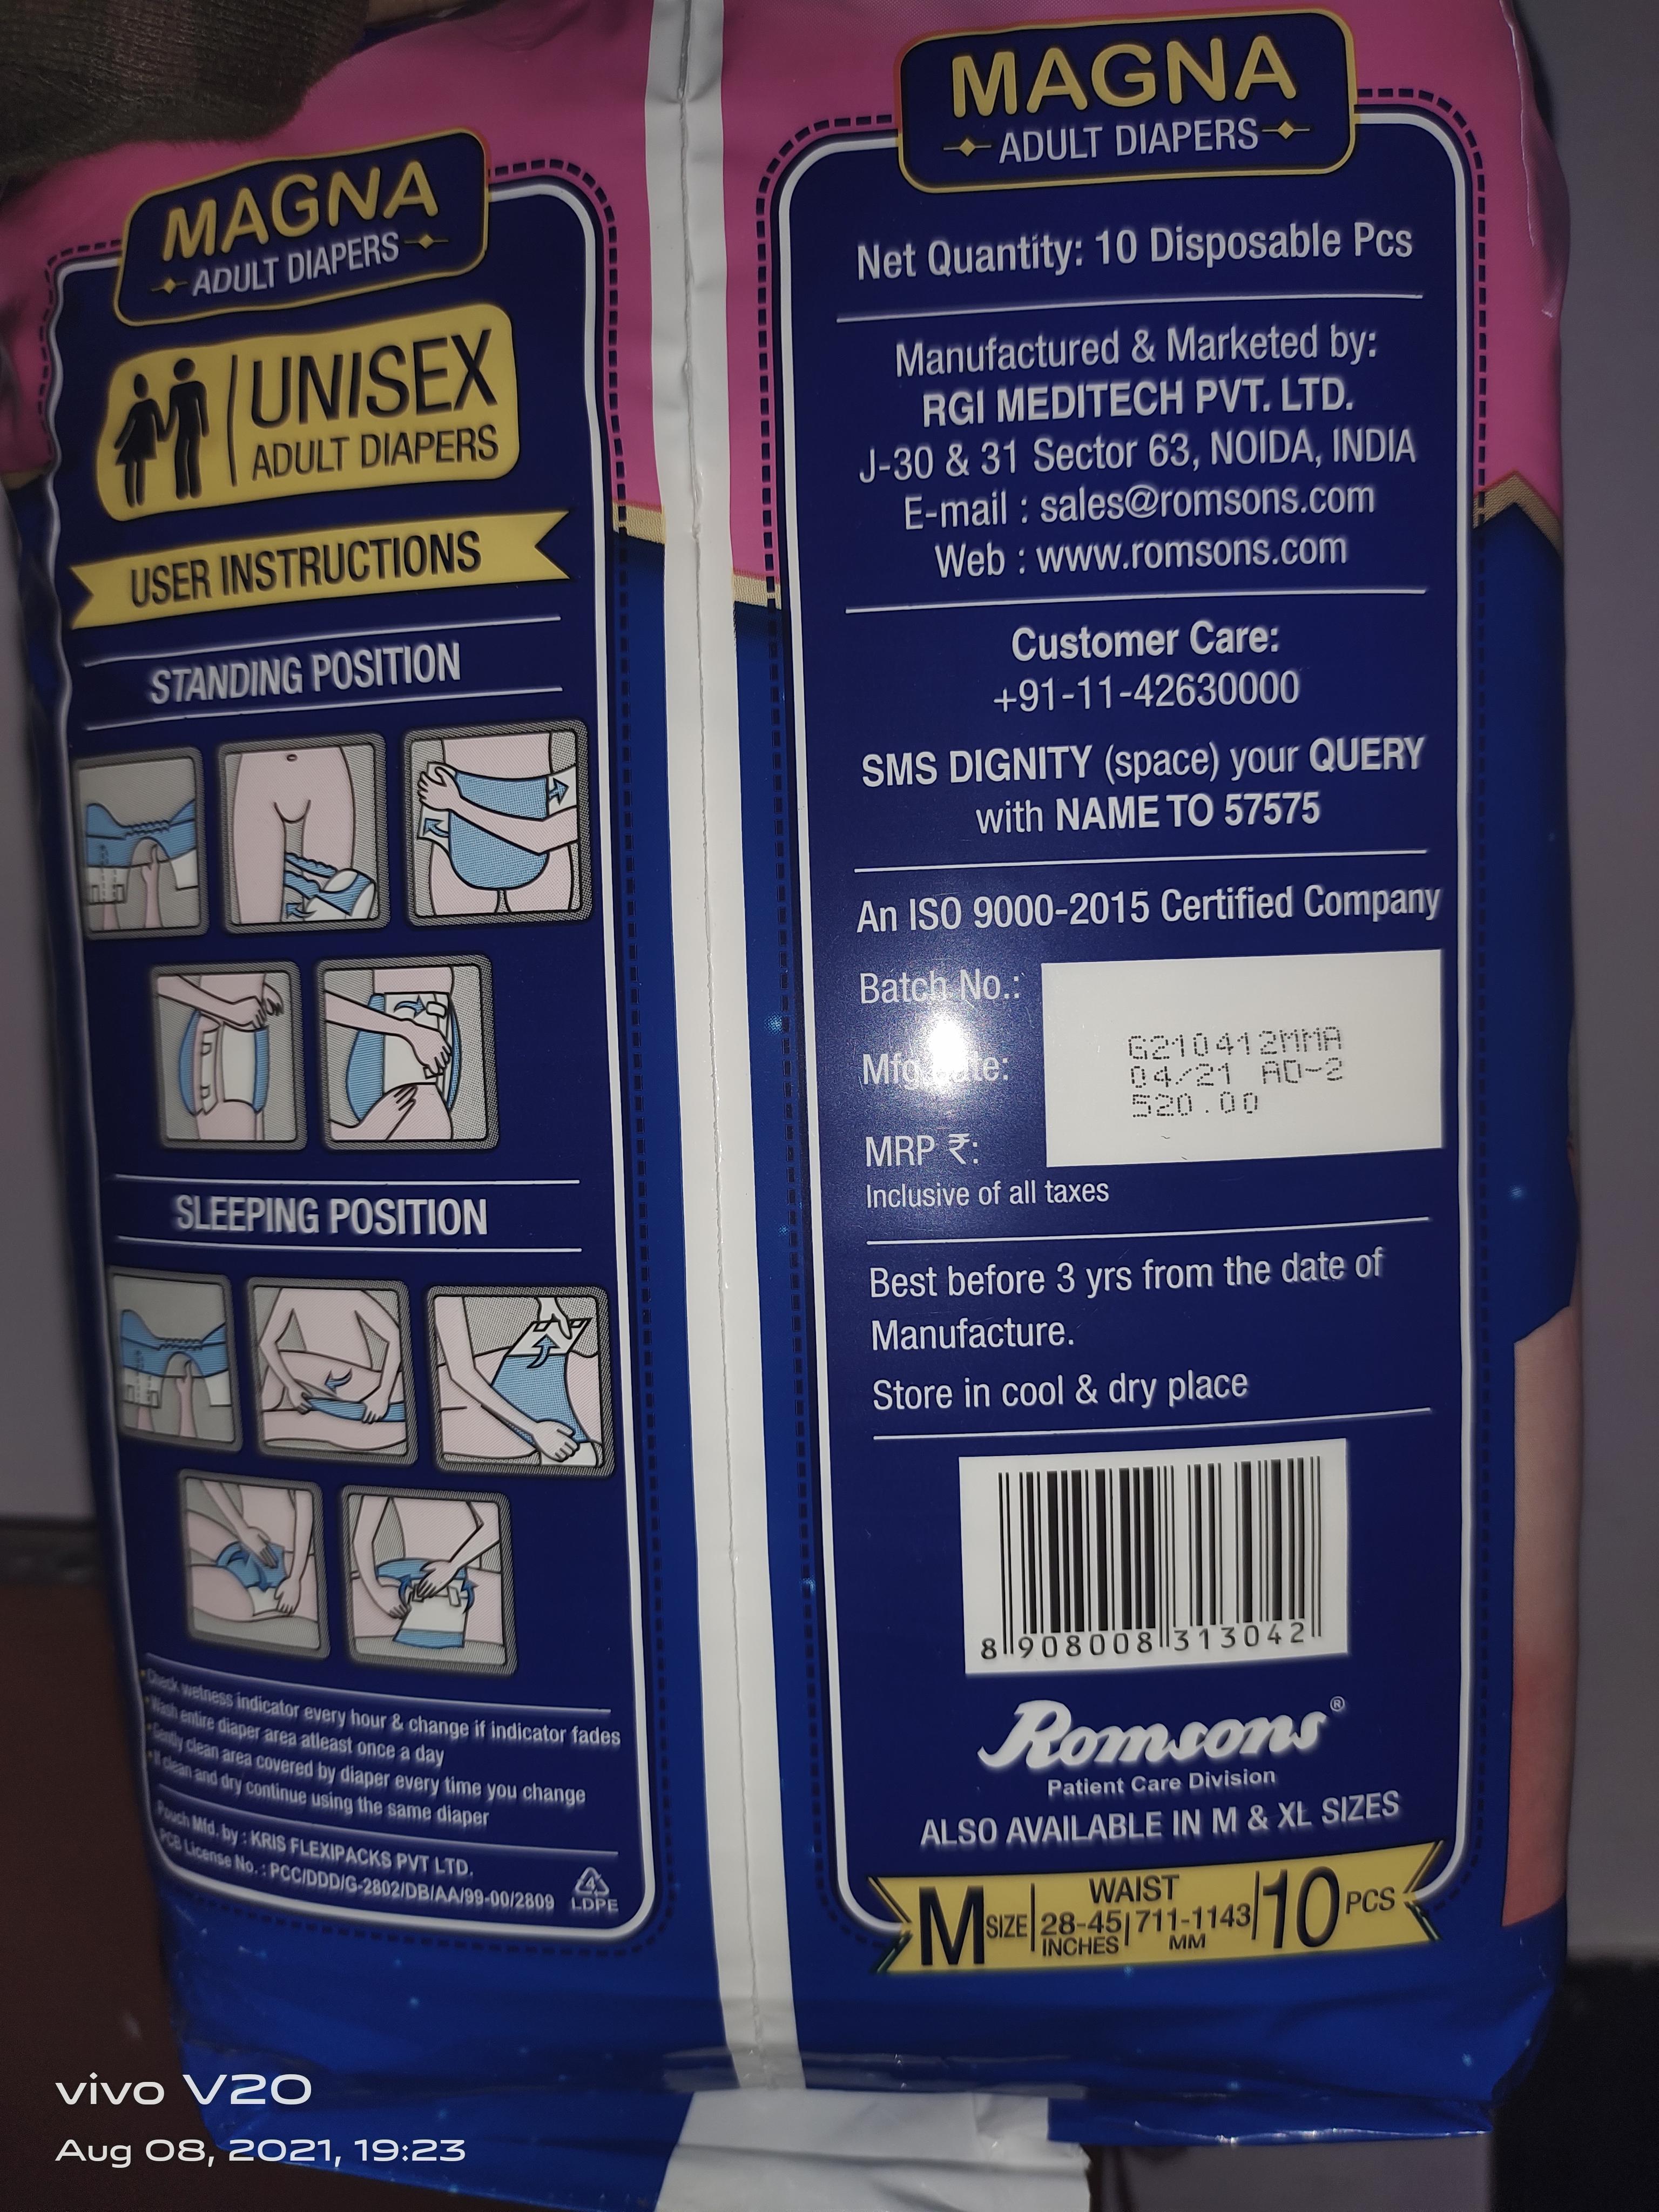 MAGNA
ADULT DIAPERS
UNISEX
ADULT DIAPERS
USER INSTRUCTIONS
STANDING POSITION
SLEEPING POSITION
Check wetness indicator every hour & change if indicator fades
Wash entire diaper area atleast once a day
Gently clean area covered by diaper every time you change
If clean and dry continue using the same diaper
Pouch Mfd. by : KRIS FLEXIPACKS PVT LTD.
PCB License No. : PCC/DDD/G-2802/DB/AA/99-00/2809
4
LDPE
MAGNA
ADULT DIAPERS
Net Quantity: 10 Disposable Pcs
Manufactured & Marketed by:
RGI MEDITECH PVT. LTD.
J-30 & 31 Sector 63, NOIDA, INDIA
E-mail : sales@romsons.com
Web : www.romsons.com
Customer Care:
+91-11-42630000
SMS DIGNITY (space) your QUERY
with NAME TO 57575
An ISO 9000-2015 Certified Company
Batch No.: G210412MMA
Mfg Date: 04/21 AD-2
MRP ₹: 520.00
Inclusive of all taxes
Best before 3 yrs from the date of
Manufacture.
Store in cool & dry place
8 908008 313042
Romsons®
Patient Care Division
ALSO AVAILABLE IN M & XL SIZES
M SIZE WAIST 28-45 INCHES 711-1143 MM 10 PCS
vivo V20
Aug 08, 2021, 19:23